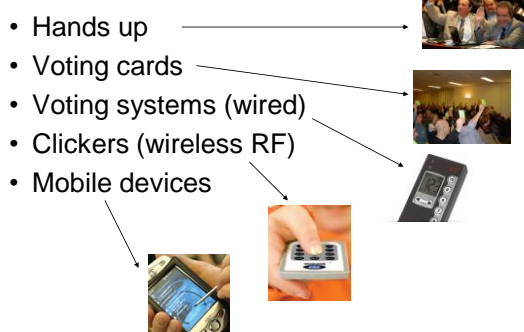 • Hands up
• Voting cards
• Voting systems (wired)
• Clickers (wireless RF)
• Mobile devices